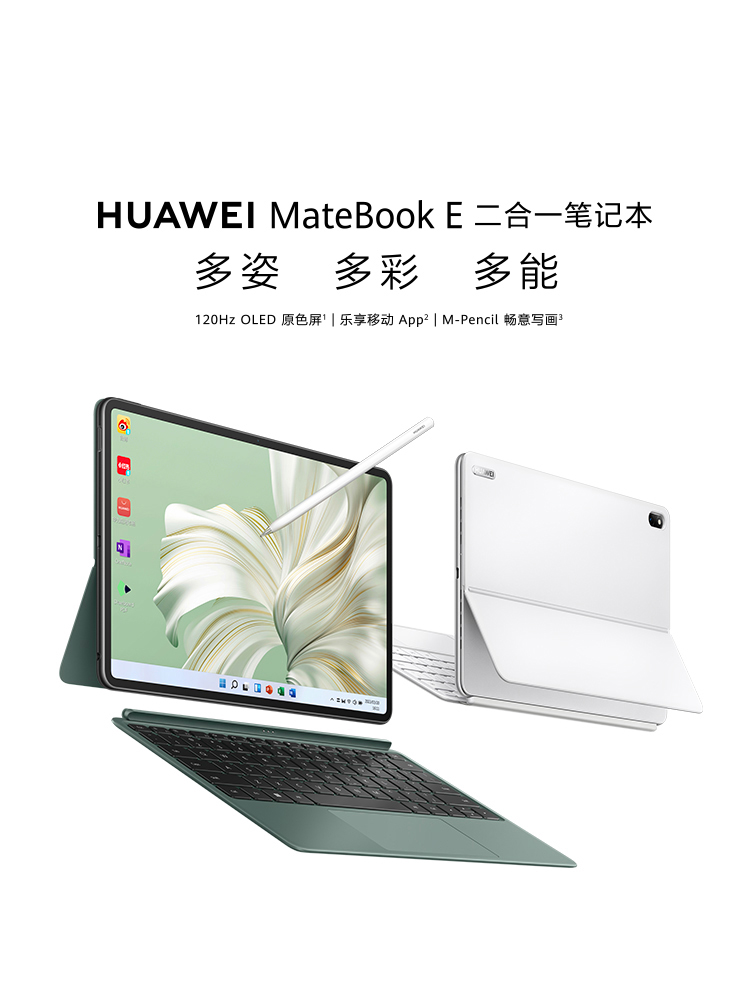 HUAWEI MateBook E 二合一笔记本
多姿 多彩 多能
120Hz OLED 原色屏¹ | 乐享移动 App² | M-Pencil 畅意写画³
HUAWEI